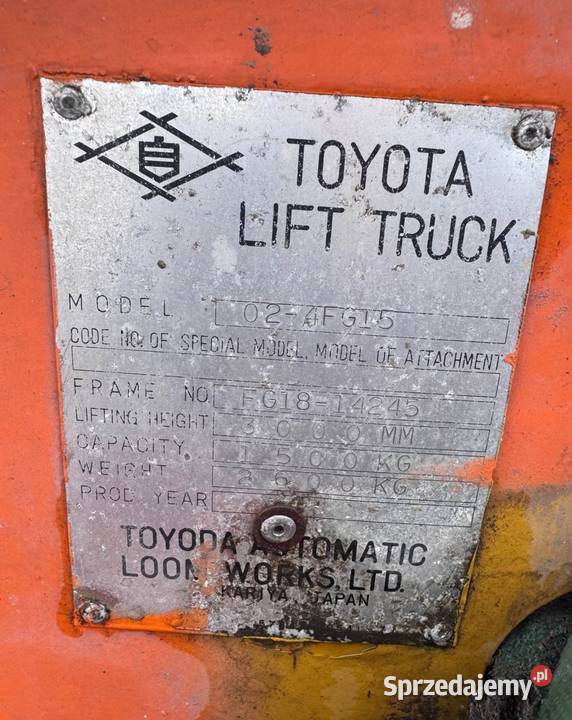 自
TOYOTA
LIFT TRUCK
MODEL 02-4FG15
CODE NO. OF SPECIAL MODEL, MODEL OF ATTACHMENT
FRAME NO FG18-14245
LIFTING HEIGHT 3000 MM
CAPACITY 1500 KG
WEIGHT 2600 KG
PROD YEAR
TOYODA AUTOMATIC
LOOM WORKS, LTD.
KARIYA, JAPAN
Sprzedajemy.pl